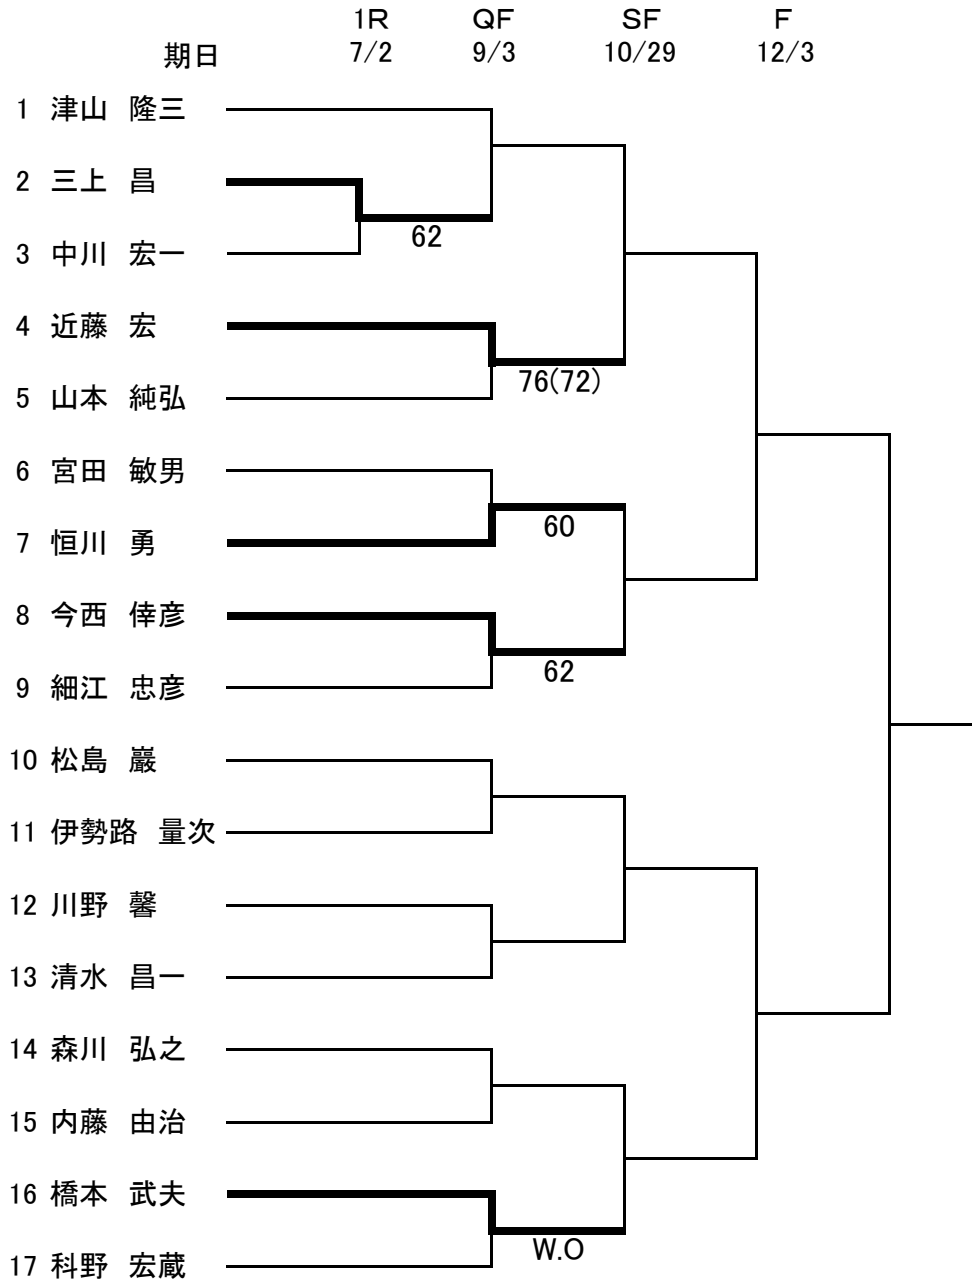 1R QF SF F
期日 7/2 9/3 10/29 12/3
1 津山 隆三
2 三上 昌
62
3 中川 宏一
4 近藤 宏
76(72)
5 山本 純弘
6 宮田 敏男
60
7 恒川 勇
8 今西 倖彦
62
9 細江 忠彦
10 松島 巖
11 伊勢路 量次
12 川野 馨
13 清水 昌一
14 森川 弘之
15 内藤 由治
16 橋本 武夫
W.O
17 科野 宏蔵